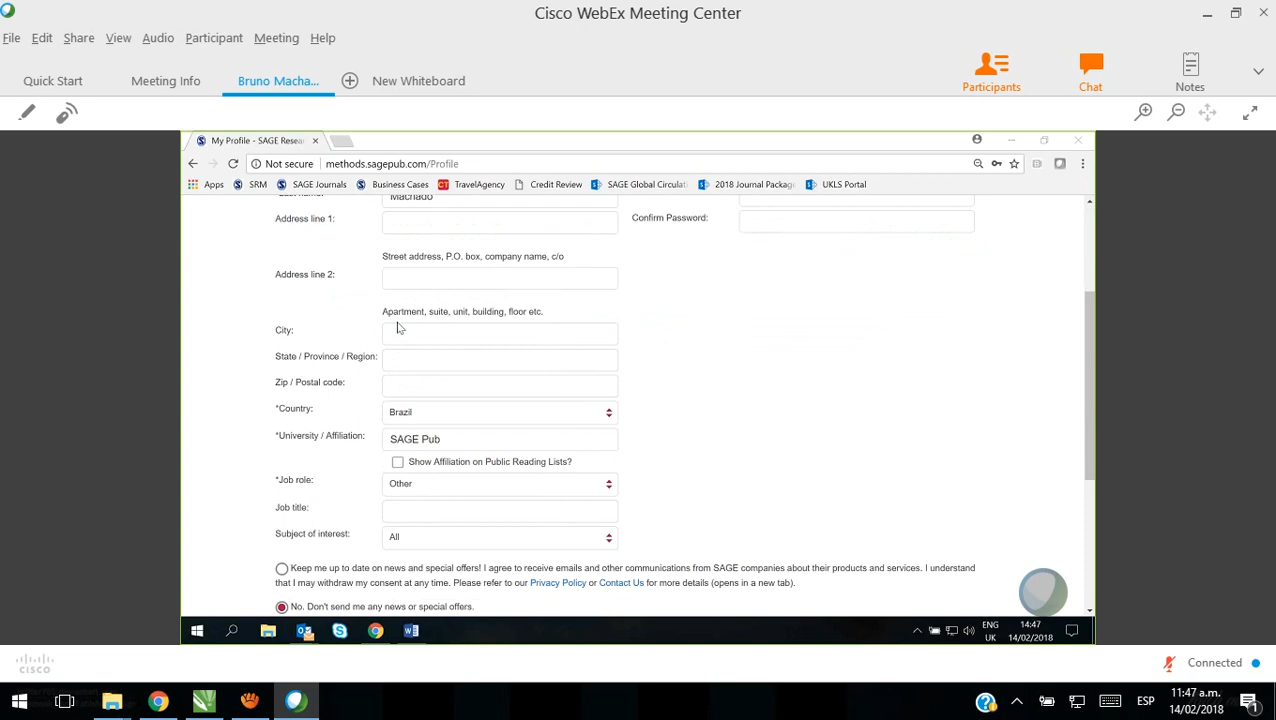 Cisco WebEx Meeting Center
File Edit Share View Audio Participant Meeting Help
Quick Start Meeting Info Bruno Macha... New Whiteboard
Participants Chat Notes
My Profile - SAGE Resea
Not secure methods.sagepub.com/Profile
Apps SRM SAGE Journals Business Cases CT TravelAgency Credit Review SAGE Global Circulati 2018 Journal Package UKLS Portal
Machado
Address line 1:
Confirm Password:
Street address, P.O. box, company name, c/o
Address line 2:
Apartment, suite, unit, building, floor etc.
City:
State / Province / Region:
Zip / Postal code:
*Country: Brazil
*University / Affiliation: SAGE Pub
Show Affiliation on Public Reading Lists?
*Job role: Other
Job title:
Subject of interest: All
Keep me up to date on news and special offers! I agree to receive emails and other communications from SAGE companies about their products and services. I understand
that I may withdraw my consent at any time. Please refer to our Privacy Policy or Contact Us for more details (opens in a new tab).
No. Don't send me any news or special offers.
ENG
UK
14:47
14/02/2018
cisco
Connected
ESP
11:47 a.m.
14/02/2018
1